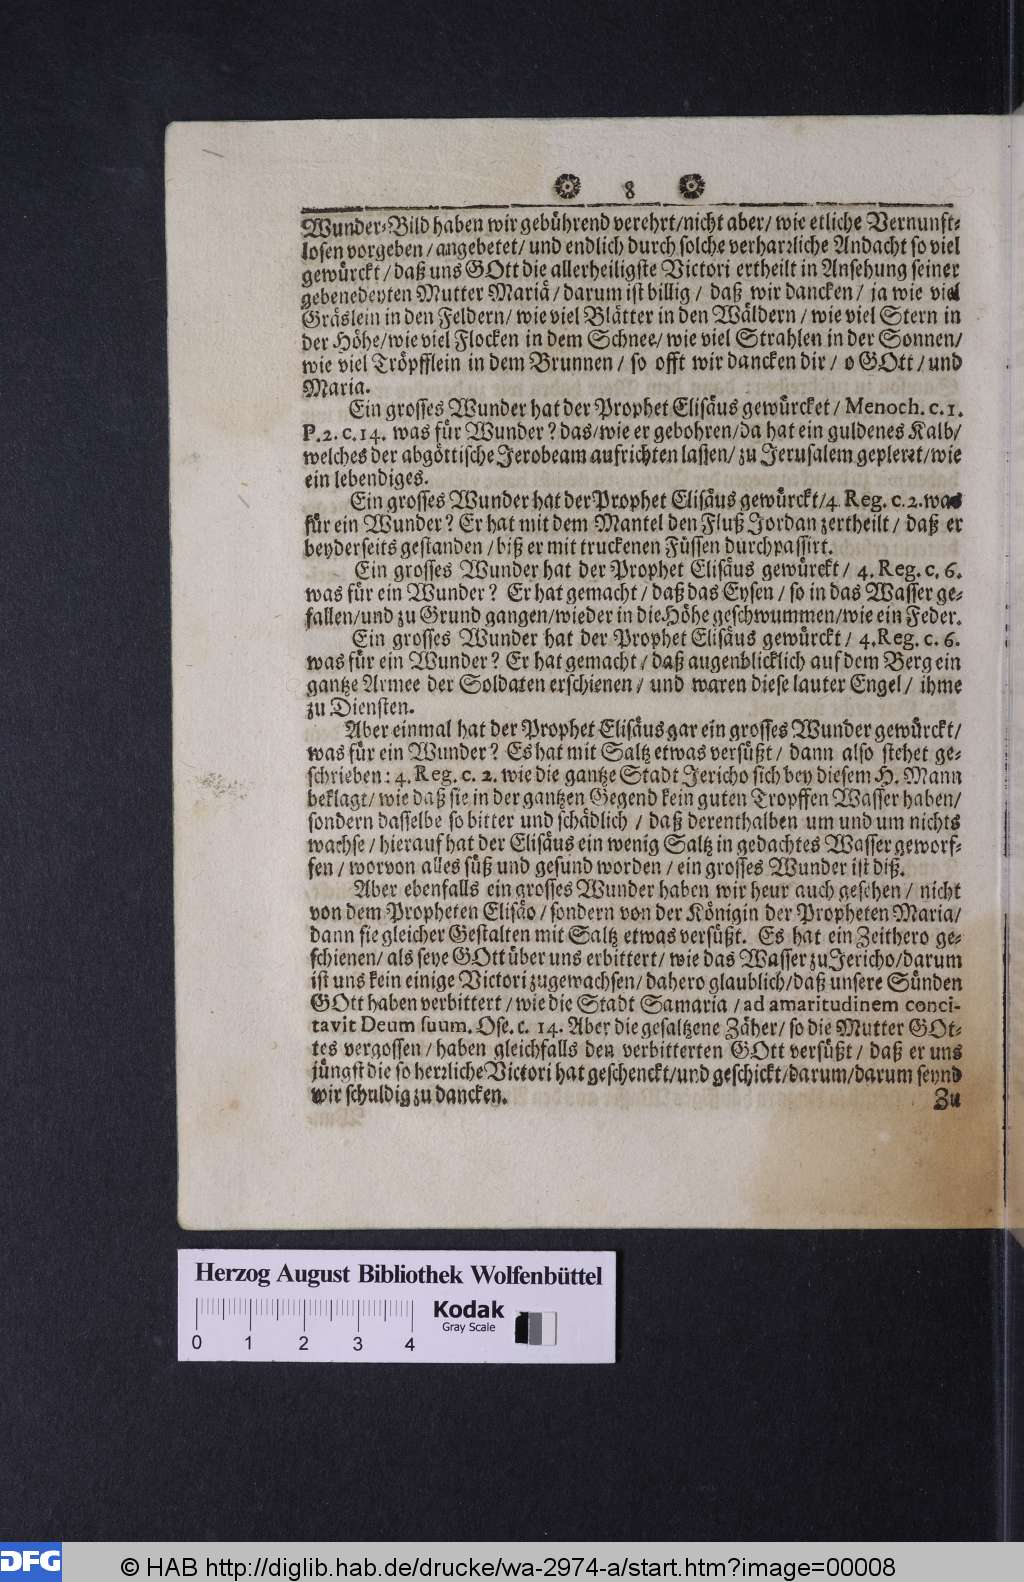 8
Wunder-Bild haben wir gebührend verehrt/nicht aber/ wie etliche Vernunft-
losen vorgeben/angebetet/ und endlich durch solche verharꝛliche Andacht so viel
gewürckt/ daß uns GOtt die allerheiligste Victori ertheilt in Ansehung seiner
gebenedeyten Mutter Mariä/ darum ist billig/ daß wir dancken/ ja wie viel
Gräslein in den Feldern/ wie viel Blätter in den Wäldern/ wie viel Stern in
der Höhe/wie viel Flocken in dem Schnee/ wie viel Strahlen in der Sonnen/
wie viel Tröpfflein in dem Brunnen/ so offt wir dancken dir/ o GOtt/ und
Maria.
Ein grosses Wunder hat der Prophet Elisäus gewürcket/ Menoch. c. 1.
P. 2. c. 14. was für Wunder? das/wie er gebohren/da hat ein guldenes Kalb/
welches der abgöttische Jerobeam aufrichten lassen/ zu Jerusalem gepleret/wie
ein lebendiges.
Ein grosses Wunder hat der Prophet Elisäus gewürckt/4 Reg. c. 2. was
für ein Wunder? Er hat mit dem Mantel den Fluß Jordan zertheilt/ daß er
beyderseits gestanden/ biß er mit truckenen Füssen durchpassirt.
Ein grosses Wunder hat der Prophet Elisäus gewürckt/ 4. Reg. c. 6.
was für ein Wunder? Er hat gemacht/ daß das Eysen/ so in das Wasser ge-
fallen/und zu Grund gangen/wieder in die Höhe geschwummen/wie ein Feder.
Ein grosses Wunder hat der Prophet Elisäus gewürckt/ 4. Reg. c. 6.
was für ein Wunder? Er hat gemacht/ daß augenblicklich auf dem Berg ein
gantze Armee der Soldaten erschienen/ und waren diese lauter Engel/ ihme
zu Diensten.
Aber einmal hat der Prophet Elisäus gar ein grosses Wunder gewürckt/
was für ein Wunder? Es hat mit Saltz etwas versüßt/ dann also stehet ge-
schrieben: 4. Reg. c. 2. wie die gantze Stadt Jericho sich bey diesem H. Mann
beklagt/ wie daß sie in der gantzen Gegend kein guten Tropffen Wasser haben/
sondern dasselbe so bitter und schädlich/ daß derenthalben um und um nichts
wachse/ hierauf hat der Elisäus ein wenig Saltz in gedachtes Wasser geworf-
fen/ worvon alles süß und gesund worden/ ein grosses Wunder ist diß.
Aber ebenfalls ein grosses Wunder haben wir heur auch gesehen/ nicht
von dem Propheten Elisäo/ sondern von der Königin der Propheten Maria/
dann sie gleicher Gestalten mit Saltz etwas versüßt. Es hat ein Zeithero ge-
schienen/ als seye GOtt über uns erbittert/ wie das Wasser zu Jericho/darum
ist uns kein einige Victori zugewachsen/ dahero glaublich/daß unsere Sünden
GOtt haben verbittert/ wie die Stadt Samaria/ ad amaritudinem conci-
tavit Deum suum. Ose. c. 14. Aber die gesaltzene Zäher/ so die Mutter GOt-
tes vergossen/ haben gleichfalls den verbitterten GOtt versüßt/ daß er uns
jüngst die so herꝛliche Victori hat geschenckt/und geschickt/darum/darum seynd
wir schuldig zu dancken.
Zu
Herzog August Bibliothek Wolfenbüttel
Kodak
Gray Scale
0 1 2 3 4
DFG
© HAB http://diglib.hab.de/drucke/wa-2974-a/start.htm?image=00008